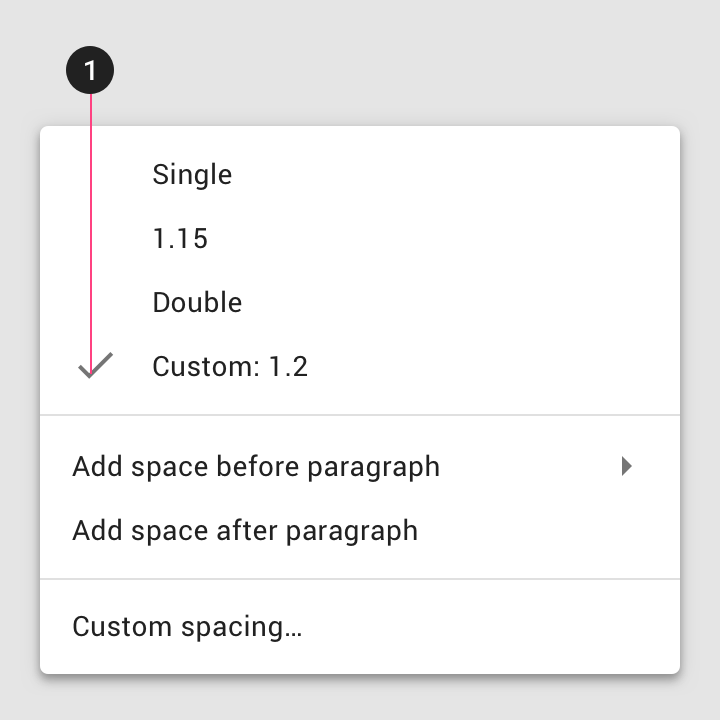 1
Single
1.15
Double
Custom: 1.2
Add space before paragraph
Add space after paragraph
Custom spacing…